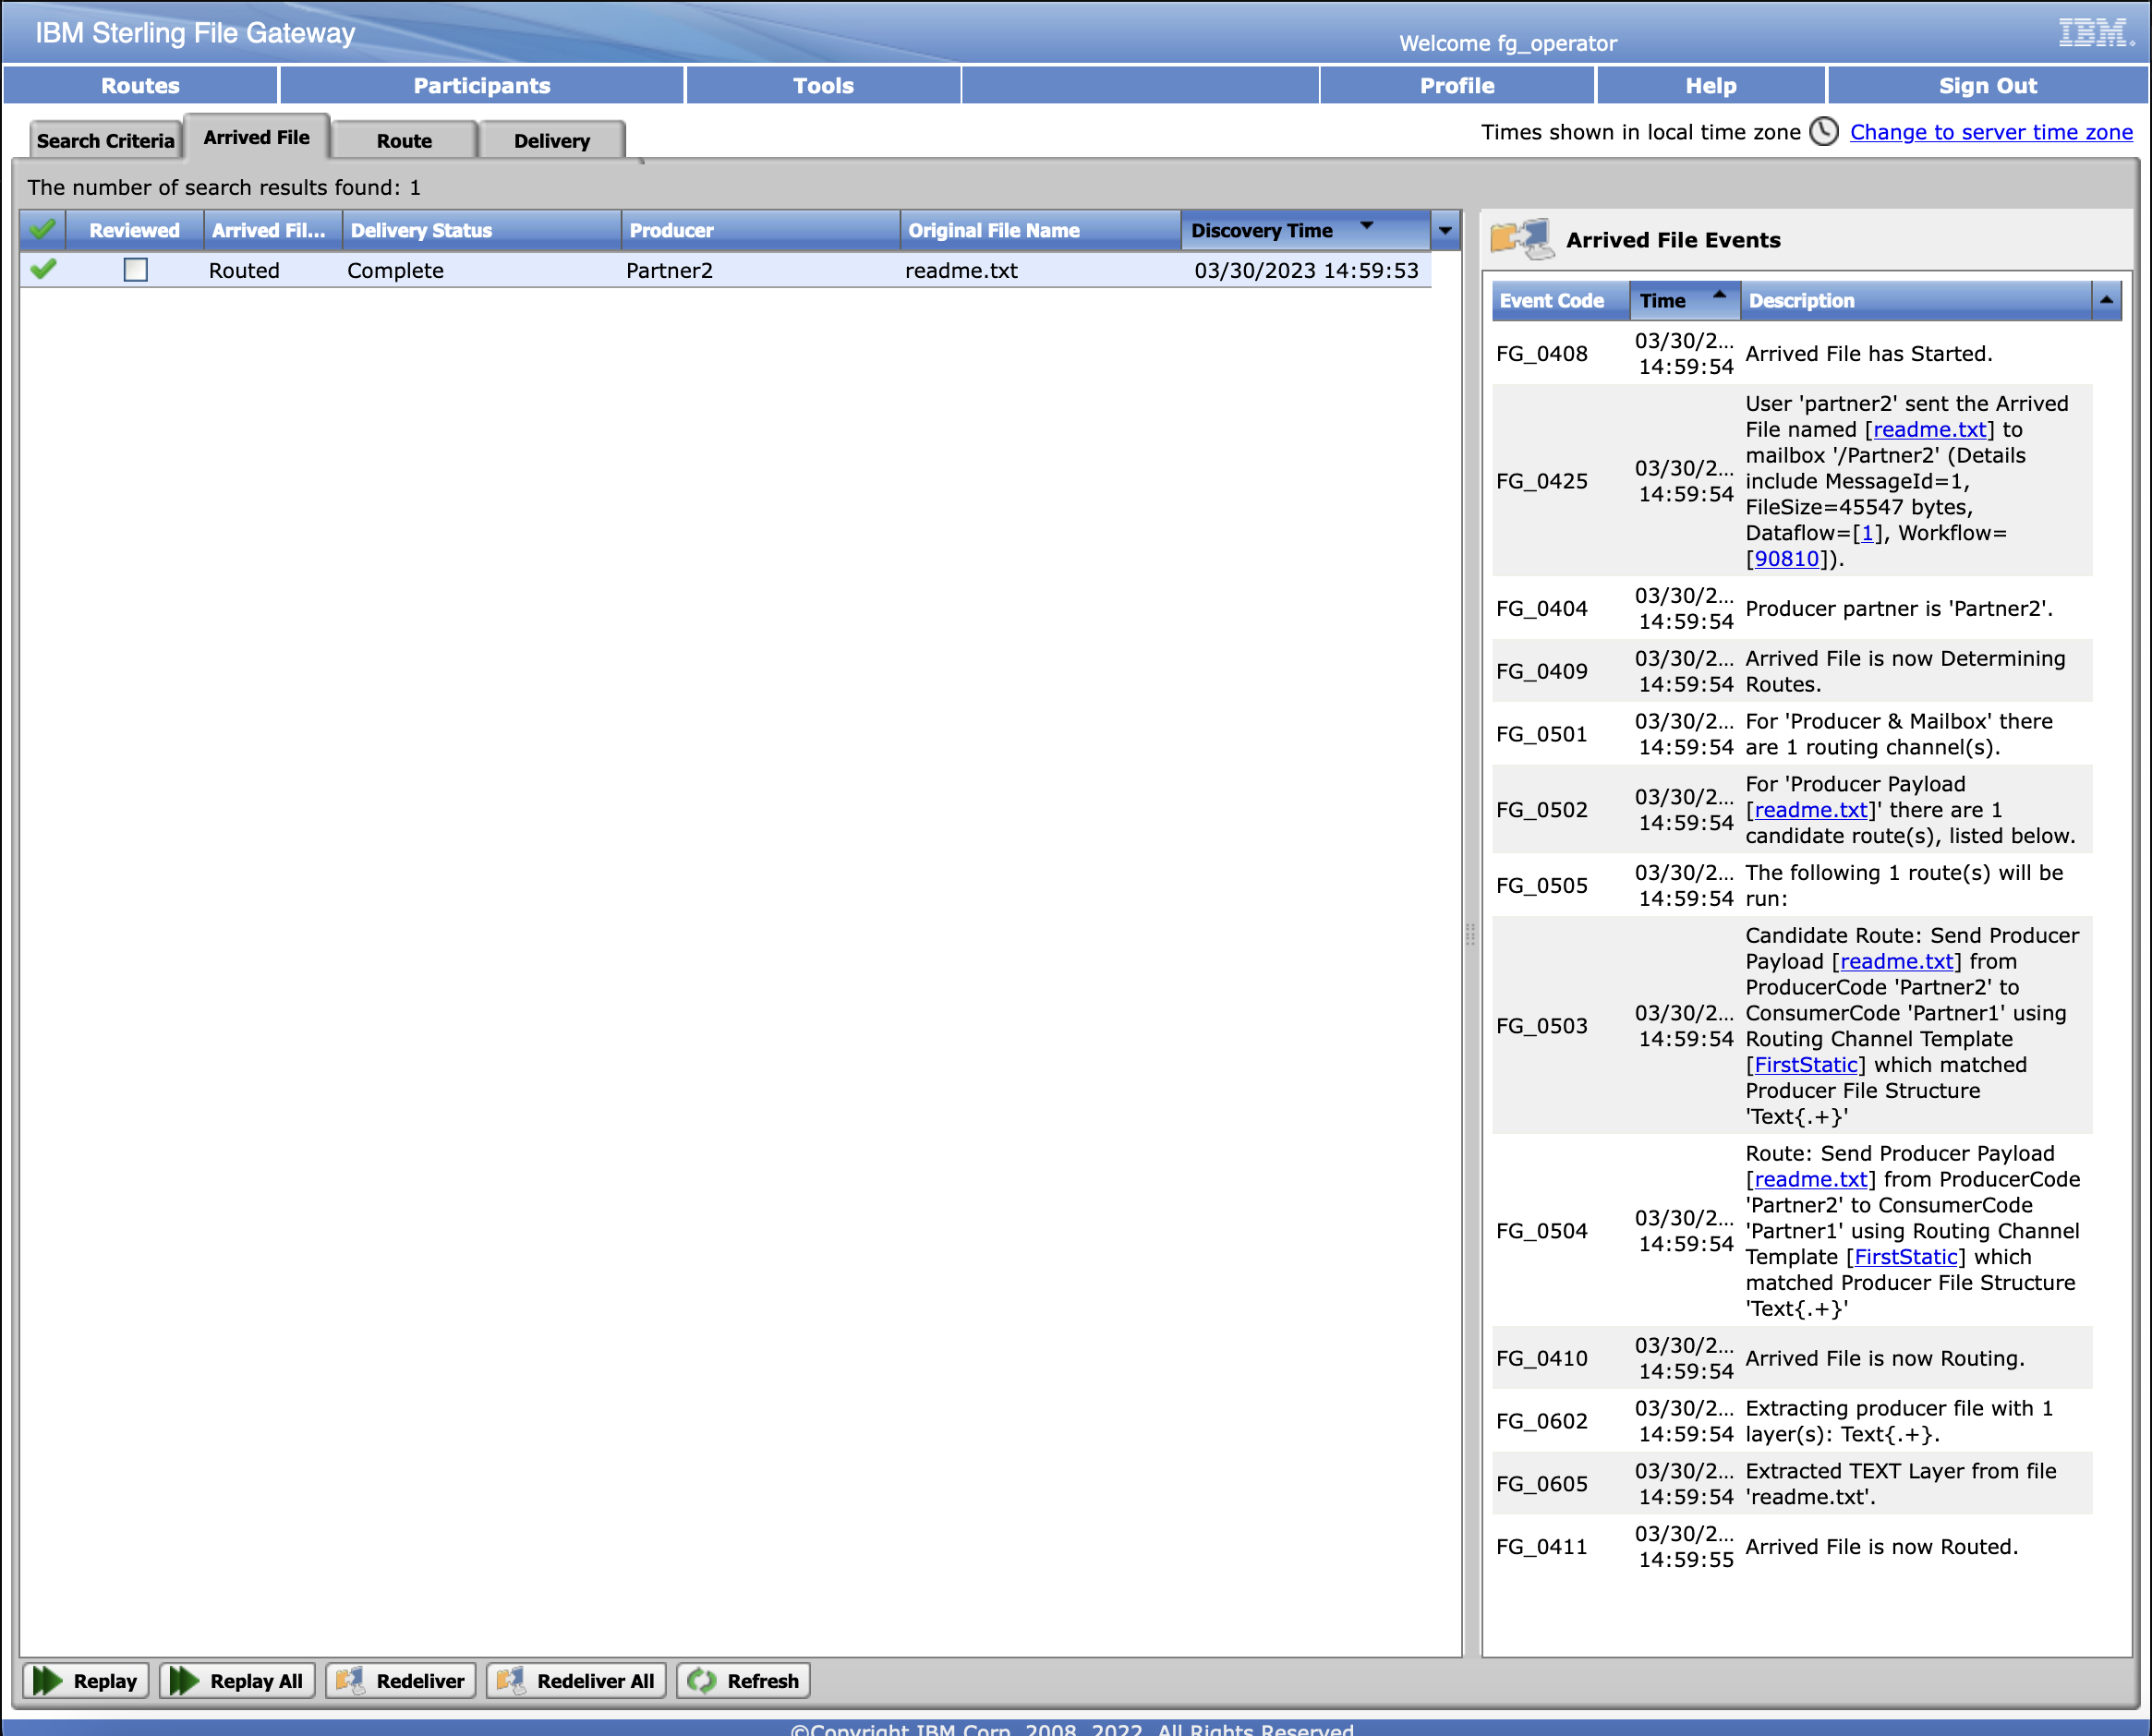 IBM Sterling File Gateway
Welcome fg_operator
IBM
Routes Participants Tools Profile Help Sign Out
Search Criteria Arrived File Route Delivery
Times shown in local time zone Change to server time zone
The number of search results found: 1
Reviewed Arrived Fil... Delivery Status Producer Original File Name Discovery Time
Routed Complete Partner2 readme.txt 03/30/2023 14:59:53
Arrived File Events
Event Code Time Description
FG_0408
03/30/2...
14:59:54
Arrived File has Started.
FG_0425
03/30/2...
14:59:54
User 'partner2' sent the Arrived
File named [readme.txt] to
mailbox '/Partner2' (Details
include MessageId=1,
FileSize=45547 bytes,
Dataflow=[1], Workflow=
[90810]).
FG_0404
03/30/2...
14:59:54
Producer partner is 'Partner2'.
FG_0409
03/30/2...
14:59:54
Arrived File is now Determining
Routes.
FG_0501
03/30/2...
14:59:54
For 'Producer & Mailbox' there
are 1 routing channel(s).
FG_0502
03/30/2...
14:59:54
For 'Producer Payload
[readme.txt]' there are 1
candidate route(s), listed below.
FG_0505
03/30/2...
14:59:54
The following 1 route(s) will be
run:
FG_0503
03/30/2...
14:59:54
Candidate Route: Send Producer
Payload [readme.txt] from
ProducerCode 'Partner2' to
ConsumerCode 'Partner1' using
Routing Channel Template
[FirstStatic] which matched
Producer File Structure
'Text{.+}'
FG_0504
03/30/2...
14:59:54
Route: Send Producer Payload
[readme.txt] from ProducerCode
'Partner2' to ConsumerCode
'Partner1' using Routing Channel
Template [FirstStatic] which
matched Producer File Structure
'Text{.+}'
FG_0410
03/30/2...
14:59:54
Arrived File is now Routing.
FG_0602
03/30/2...
14:59:54
Extracting producer file with 1
layer(s): Text{.+}.
FG_0605
03/30/2...
14:59:54
Extracted TEXT Layer from file
'readme.txt'.
FG_0411
03/30/2...
14:59:55
Arrived File is now Routed.
Replay Replay All Redeliver Redeliver All Refresh
©Copyright IBM Corp. 2008, 2022. All Rights Reserved